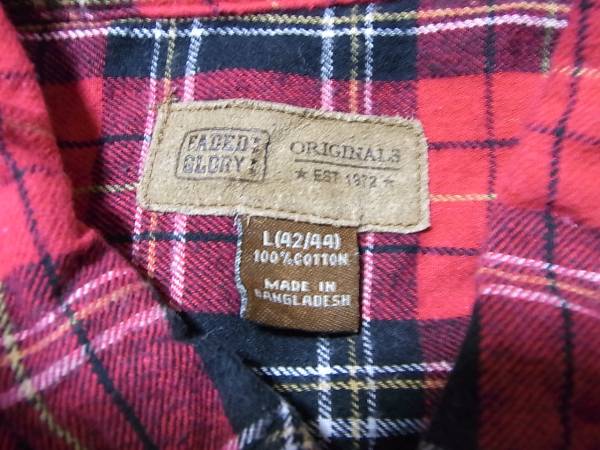 FADED
GLORY
ORIGINALS
★ EST 1972 ★
L(42/44)
100% COTTON
MADE IN
BANGLADESH